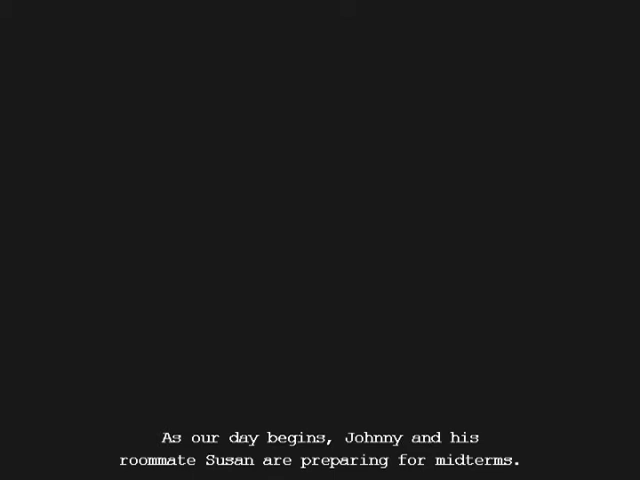 As our day begins, Johnny and his
roommate Susan are preparing for midterms.